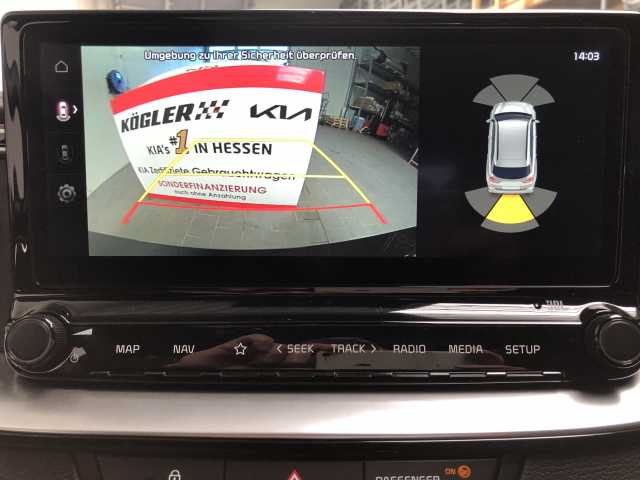 Umgebung zu Ihrer Sicherheit überprüfen.
14:03
KÖGLER KIA
KIA's #1 IN HESSEN
KIA Zertifizierte Gebrauchtwagen
SONDERFINANZIERUNG
auch ohne Anzahlung
JBL
MAP NAV SEEK TRACK RADIO MEDIA SETUP
PASSENGER ON